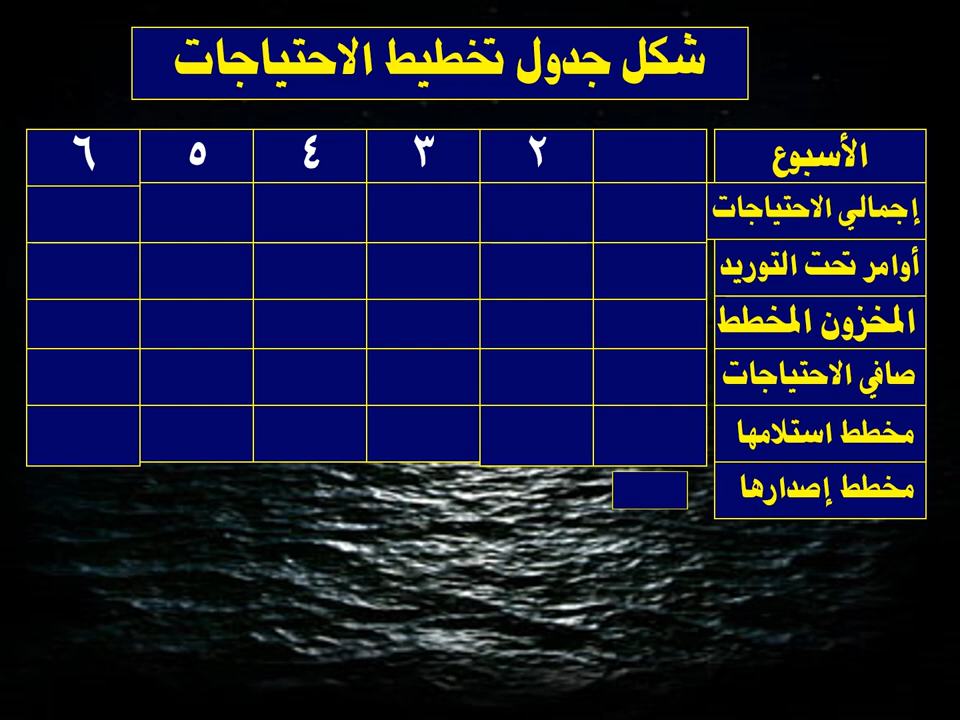 شكل جدول تخطيط الاحتياجات
الأسبوع ٢ ٣ ٤ ٥ ٦
إجمالي الاحتياجات
أوامر تحت التوريد
المخزون المخطط
صافي الاحتياجات
مخطط استلامها
مخطط إصدارها